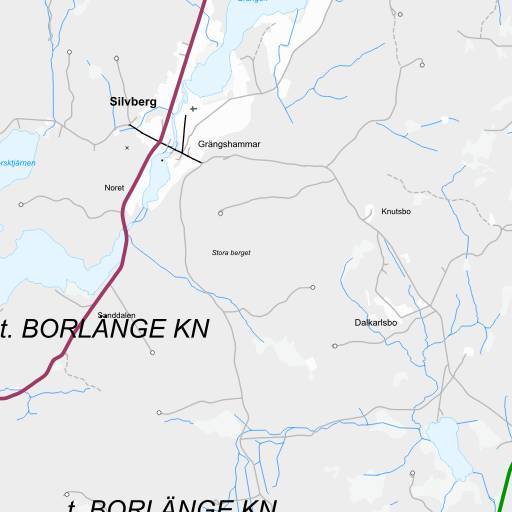 Silvberg
Grängshammar
Noret
Knutsbo
Stora berget
Sanddalen
Dalkarlsbo
t. BORLÄNGE KN
t. BORLÄNGE KN